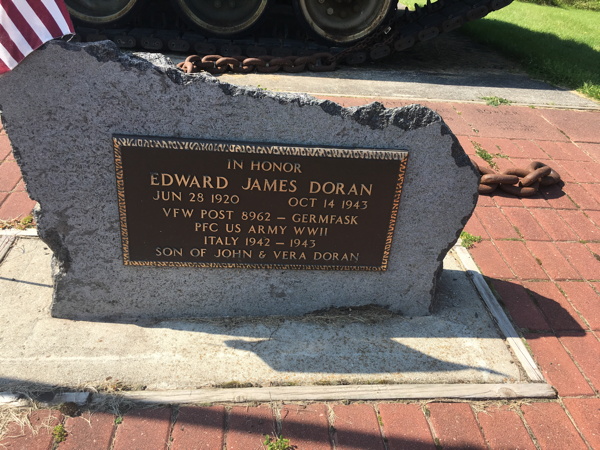 IN HONOR
EDWARD JAMES DORAN
JUN 28 1920 OCT 14 1943
VFW POST 8962 – GERMFASK
PFC US ARMY WWII
ITALY 1942 – 1943
SON OF JOHN & VERA DORAN